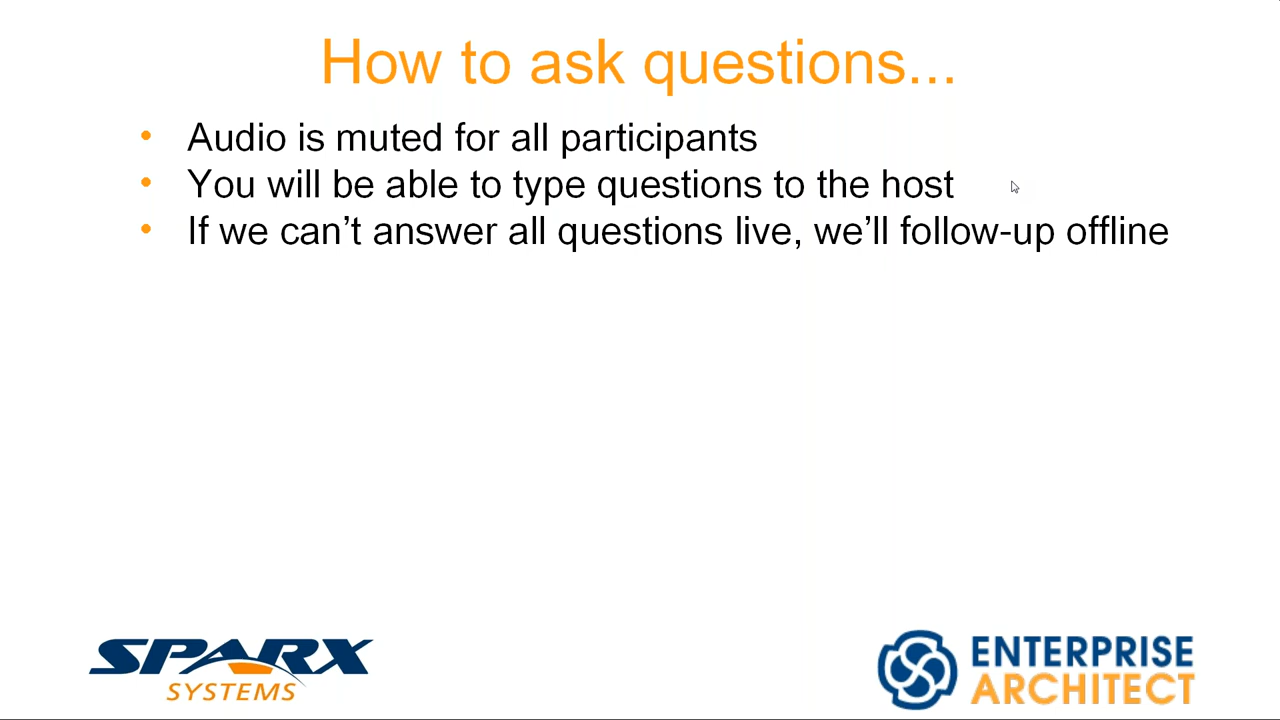 How to ask questions...
• Audio is muted for all participants
• You will be able to type questions to the host
• If we can’t answer all questions live, we’ll follow-up offline
SPARX
SYSTEMS
ENTERPRISE
ARCHITECT